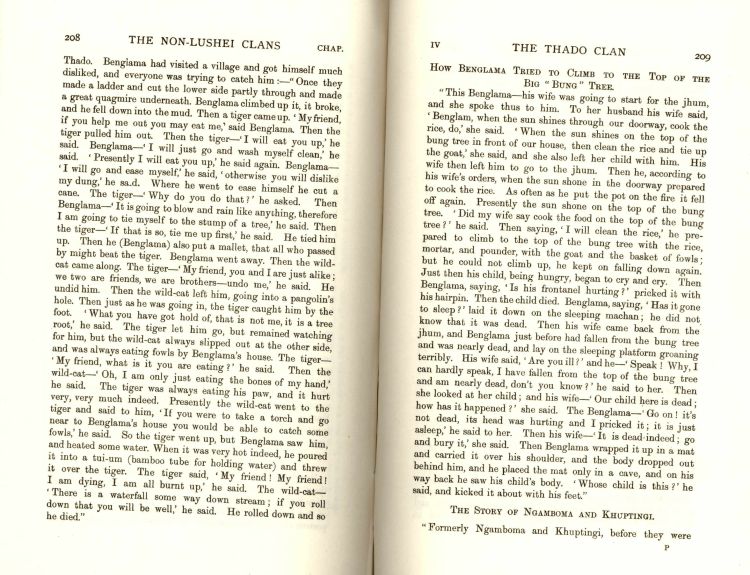 208 THE NON-LUSHEI CLANS CHAP.
Thado. Benglama had visited a village and got himself much
disliked, and everyone was trying to catch him :—“ Once they
made a ladder and cut the lower side partly through and made
a great quagmire underneath. Benglama climbed up it, it broke,
and he fell down into the mud. Then a tiger came up. ‘ My friend,
if you help me out you may eat me,’ said Benglama. Then the
tiger pulled him out. Then the tiger—‘ I will eat you up,’ he
said. Benglama—‘ I will just go and wash myself clean,’ he
said. ‘ Presently I will eat you up,’ he said again. Benglama—
‘ I will go and ease myself,’ he said, ‘ otherwise you will dislike
my dung,’ he said. Where he went to ease himself he cut a
cane. The tiger—‘ Why do you do that ? ’ he asked. Then
Benglama—‘ It is going to blow and rain like anything, therefore
I am going to tie myself to the stump of a tree,’ he said. Then
the tiger—‘ If that is so, tie me up first,’ he said. He tied him
up. Then he (Benglama) also put a mallet, that all who passed
by might beat the tiger. Benglama went away. Then the wild-
cat came along. The tiger—‘ My friend, you and I are just alike ;
we two are friends, we are brothers—undo me,’ he said. He
undid him. Then the wild-cat left him, going into a pangolin’s
hole. Then just as he was going in, the tiger caught him by the
foot. ‘ What you have got hold of, that is not me, it is a tree
root,’ he said. The tiger let him go, but remained watching
for him, but the wild-cat always slipped out at the other side,
and was always eating fowls by Benglama’s house. The tiger—
‘ My friend, what is it you are eating ? ’ he said. Then the
wild-cat—‘ Oh, I am only just eating the bones of my hand,’
he said. The tiger was always eating his paw, and it hurt
very, very much indeed. Presently the wild-cat went to the
tiger and said to him, ‘ If you were to take a torch and go
near to Benglama’s house you would be able to catch some
fowls,’ he said. So the tiger went up, but Benglama saw him,
and heated some water. When it was very hot indeed, he poured
it into a tui-um (bamboo tube for holding water) and threw
it over the tiger. The tiger said, ‘ My friend ! My friend !
I am dying, I am all burnt up,’ he said. The wild-cat—
‘ There is a waterfall some way down stream ; if you roll
down that you will be well,’ he said. He rolled down and so
he died.”
IV THE THADO CLAN 209
HOW BENGLAMA TRIED TO CLIMB TO THE TOP OF THE
BIG “ BUNG ” TREE.
“ This Benglama—his wife was going to start for the jhum,
and she spoke thus to him. To her husband his wife said,
‘ Benglam, when the sun shines through our doorway, cook the
rice, do,’ she said. ‘ When the sun shines on the top of the
bung tree in front of our house, then clean the rice and tie up
the goat,’ she said, and she also left her child with him. His
wife then left him to go to the jhum. Then he, according to
his wife’s orders, when the sun shone in the doorway prepared
to cook the rice. As often as he put the pot on the fire it fell
off again. Presently the sun shone on the top of the bung
tree. ‘ Did my wife say cook the food on the top of the bung
tree ? ’ he said. Then saying, ‘ I will clean the rice,’ he pre-
pared to climb to the top of the bung tree with the rice,
mortar, and pounder, with the goat and the basket of fowls ;
but he could not climb up, he kept on falling down again.
Just then his child, being hungry, began to cry and cry. Then
Benglama, saying, ‘ Is his frontanel hurting ? ’ pricked it with
his hairpin. Then the child died. Benglama, saying, ‘ Has it gone
to sleep ? ’ laid it down on the sleeping machan ; he did not
know that it was dead. Then his wife came back from the
jhum, and Benglama just before had fallen from the bung tree
and was nearly dead, and lay on the sleeping platform groaning
terribly. His wife said, ‘ Are you ill ? ’ and he—‘ Speak ! Why, I
can hardly speak, I have fallen from the top of the bung tree
and am nearly dead, don’t you know ? ’ he said to her. Then
she looked at her child ; and his wife—‘ Our child here is dead ;
how has it happened ? ’ she said. The Benglama—‘ Go on ! it’s
not dead, its head was hurting and I pricked it ; it is just
asleep,’ he said to her. Then his wife—‘ It is dead indeed ; go
and bury it,’ she said. Then Benglama wrapped it up in a mat
and carried it over his shoulder, and the body dropped out
behind him, and he placed the mat only in a cave, and on his
way back he saw his child’s body. ‘ Whose child is this ? ’ he
said, and kicked it about with his feet.”
THE STORY OF NGAMBOMA AND KHUPTINGI.
“ Formerly Ngamboma and Khuptingi, before they were
P